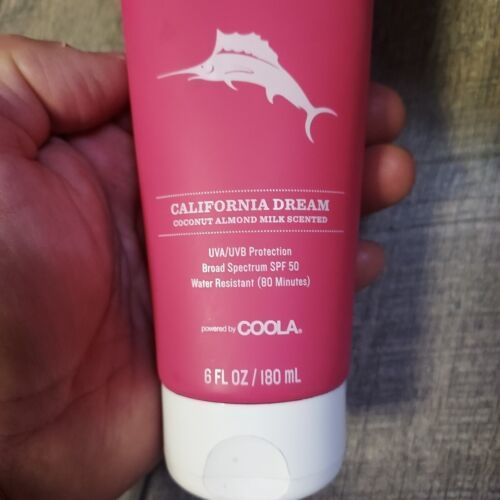 CALIFORNIA DREAM
COCONUT ALMOND MILK SCENTED
UVA/UVB Protection
Broad Spectrum SPF 50
Water Resistant (80 Minutes)
powered by COOLA®
6 FL OZ / 180 mL